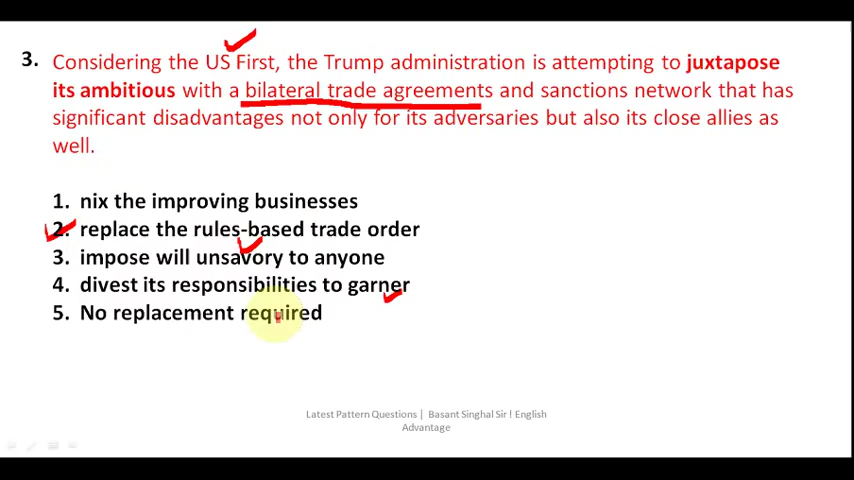 3. Considering the US First, the Trump administration is attempting to juxtapose
its ambitious with a bilateral trade agreements and sanctions network that has
significant disadvantages not only for its adversaries but also its close allies as
well.
1. nix the improving businesses
2. replace the rules-based trade order
3. impose will unsavory to anyone
4. divest its responsibilities to garner
5. No replacement required
Latest Pattern Questions | Basant Singhal Sir ! English
Advantage